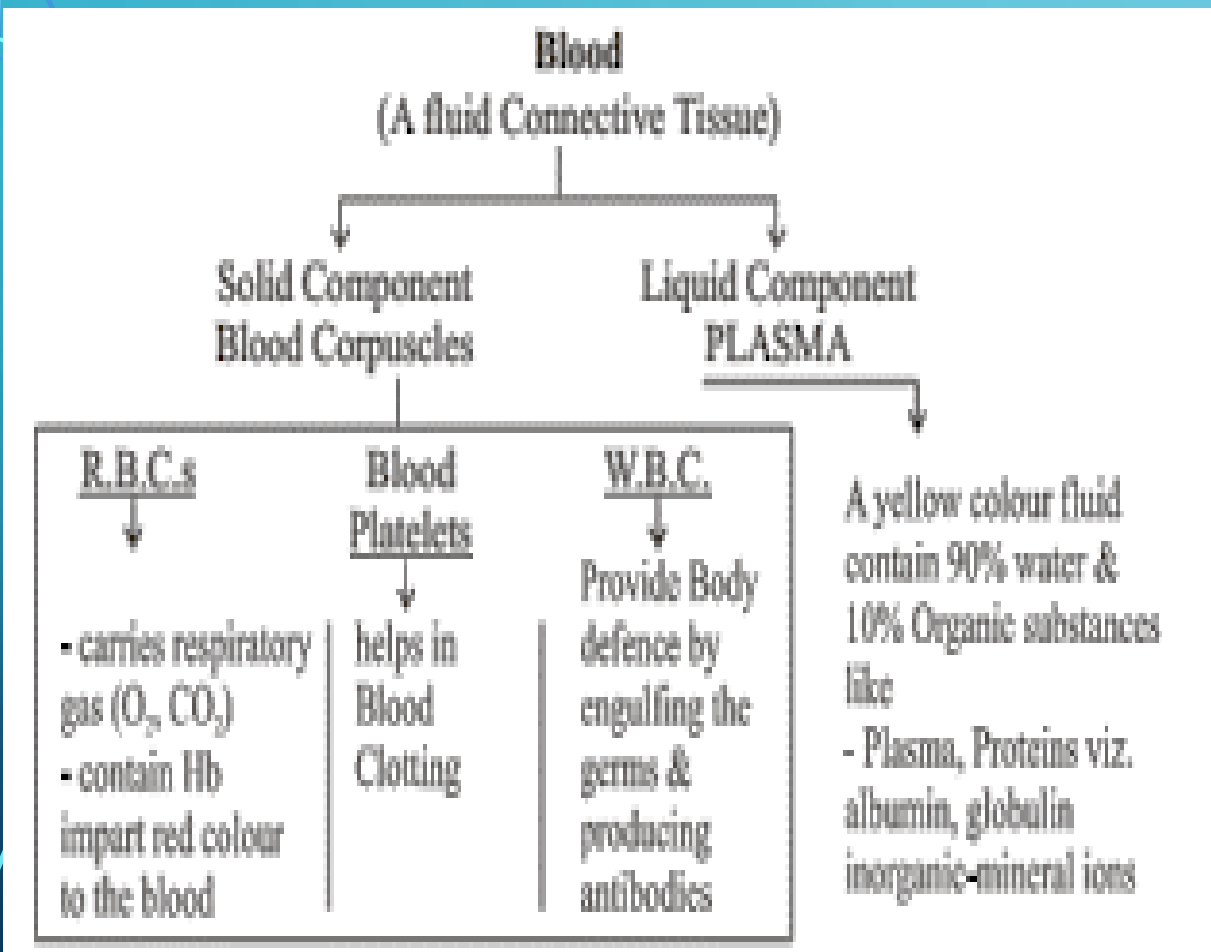 Blood
(A fluid Connective Tissue)
Solid Component
Blood Corpuscles
Liquid Component
PLASMA
R.B.C.s
- carries respiratory
gas (O₂, CO₂)
- contain Hb
impart red colour
to the blood
Blood
Platelets
helps in
Blood
Clotting
W.B.C.
Provide Body
defence by
engulfing the
germs &
producing
antibodies
A yellow colour fluid
contain 90% water &
10% Organic substances
like
- Plasma, Proteins viz.
albumin, globulin
inorganic-mineral ions